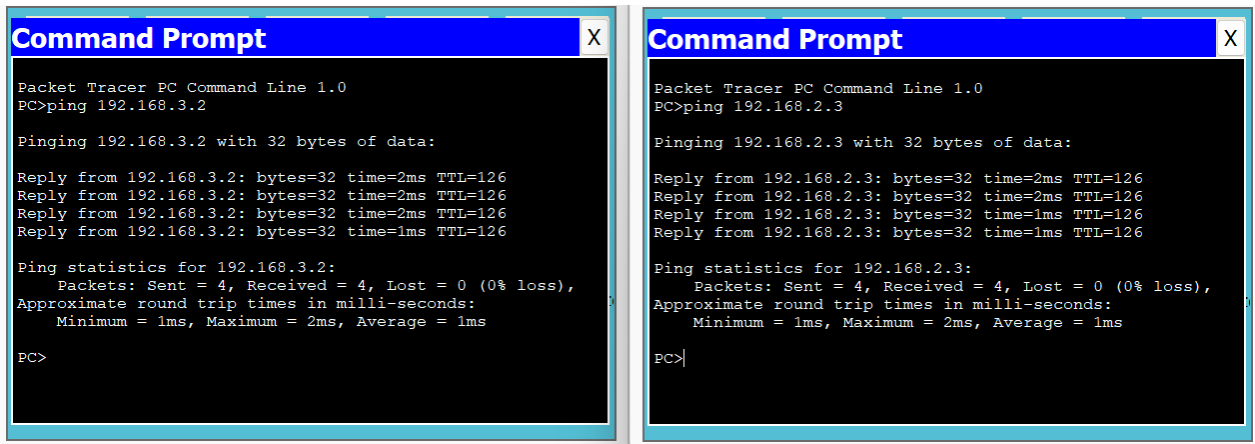 Command Prompt
X
Packet Tracer PC Command Line 1.0
PC>ping 192.168.3.2
Pinging 192.168.3.2 with 32 bytes of data:
Reply from 192.168.3.2: bytes=32 time=2ms TTL=126
Reply from 192.168.3.2: bytes=32 time=2ms TTL=126
Reply from 192.168.3.2: bytes=32 time=2ms TTL=126
Reply from 192.168.3.2: bytes=32 time=1ms TTL=126
Ping statistics for 192.168.3.2:
    Packets: Sent = 4, Received = 4, Lost = 0 (0% loss),
Approximate round trip times in milli-seconds:
    Minimum = 1ms, Maximum = 2ms, Average = 1ms
PC>
Command Prompt
X
Packet Tracer PC Command Line 1.0
PC>ping 192.168.2.3
Pinging 192.168.2.3 with 32 bytes of data:
Reply from 192.168.2.3: bytes=32 time=2ms TTL=126
Reply from 192.168.2.3: bytes=32 time=2ms TTL=126
Reply from 192.168.2.3: bytes=32 time=1ms TTL=126
Reply from 192.168.2.3: bytes=32 time=1ms TTL=126
Ping statistics for 192.168.2.3:
    Packets: Sent = 4, Received = 4, Lost = 0 (0% loss),
Approximate round trip times in milli-seconds:
    Minimum = 1ms, Maximum = 2ms, Average = 1ms
PC>